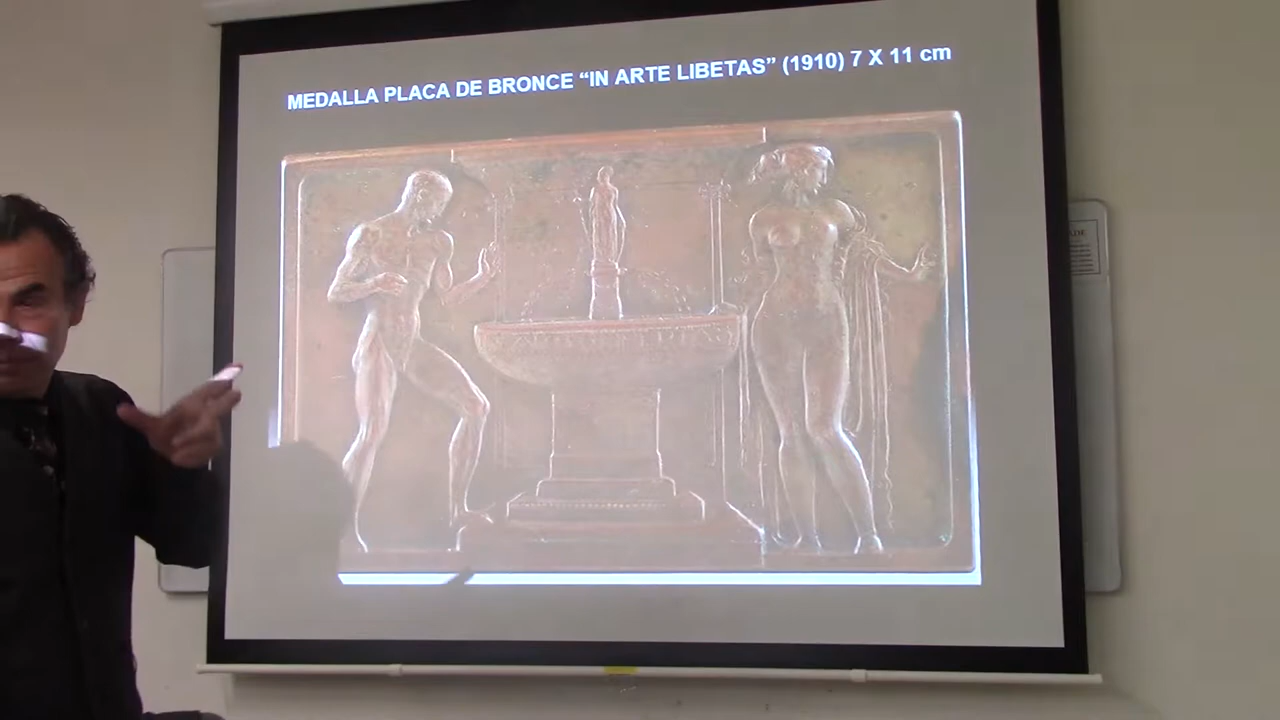 MEDALLA PLACA DE BRONCE “IN ARTE LIBETAS” (1910) 7 X 11 cm